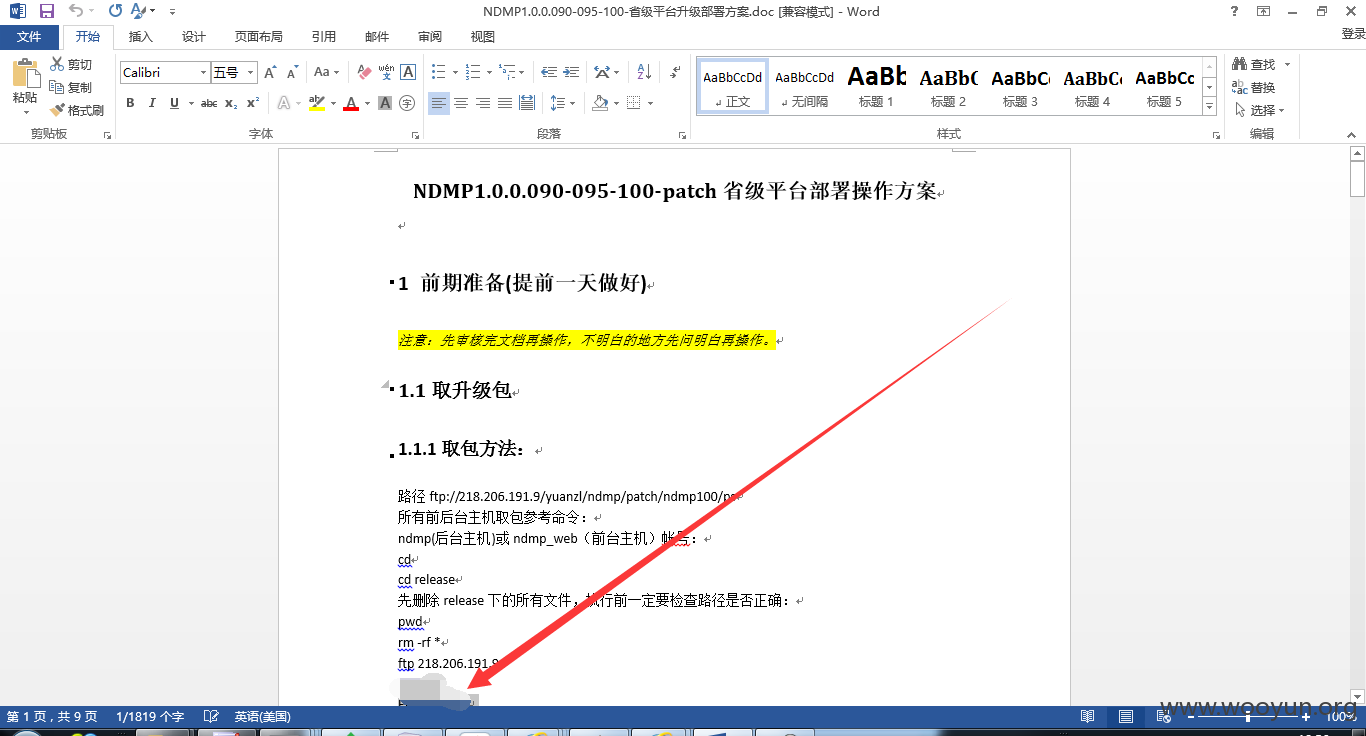 NDMP1.0.0.090-095-100-省级平台升级部署方案.doc [兼容模式] - Word
文件 开始 插入 设计 页面布局 引用 邮件 审阅 视图 登录
粘贴 剪切
复制
格式刷
剪贴板
Calibri 五号
字体
段落
AaBbCcDd AaBbCcDd AaBb AaBb( AaBbC AaBbCc AaBbCc
正文 无间隔 标题 1 标题 2 标题 3 标题 4 标题 5
样式
查找
替换
选择
编辑
NDMP1.0.0.090-095-100-patch 省级平台部署操作方案
1 前期准备(提前一天做好)
注意：先审核完文档再操作，不明白的地方先问明白再操作。
1.1 取升级包
1.1.1 取包方法：
路径 ftp://218.206.191.9/yuanzl/ndmp/patch/ndmp100/ps
所有前后台主机取包参考命令：
ndmp(后台主机)或 ndmp_web（前台主机）帐号：
cd
cd release
先删除 release 下的所有文件，执行前一定要检查路径是否正确：
pwd
rm -rf *
ftp 218.206.191.9
第 1 页，共 9 页 1/1819 个字 英语(美国) 100%
www.wooyun.org